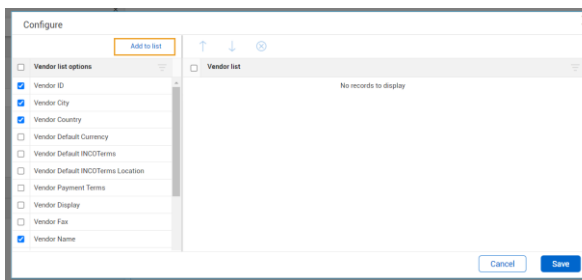 Configure
Add to list
Vendor list options
Vendor list
Vendor ID
No records to display
Vendor City
Vendor Country
Vendor Default Currency
Vendor Default INCOTerms
Vendor Default INCOTerms Location
Vendor Payment Terms
Vendor Display
Vendor Fax
Vendor Name
Cancel
Save